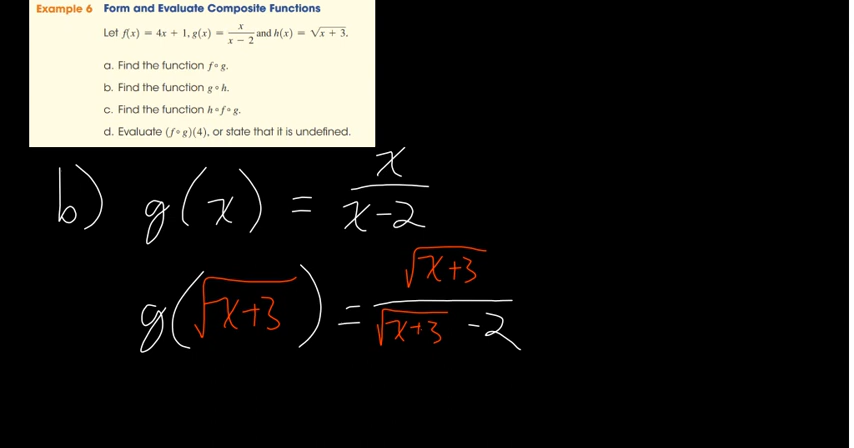 Example 6 Form and Evaluate Composite Functions
Let f(x) = 4x + 1, g(x) = x/(x − 2) and h(x) = √(x + 3).
a. Find the function f∘g.
b. Find the function g∘h.
c. Find the function h∘f∘g.
d. Evaluate (f∘g)(4), or state that it is undefined.
b) g(x) = x/(x-2)
g(√(x+3)) = √(x+3)/(√(x+3) -2)